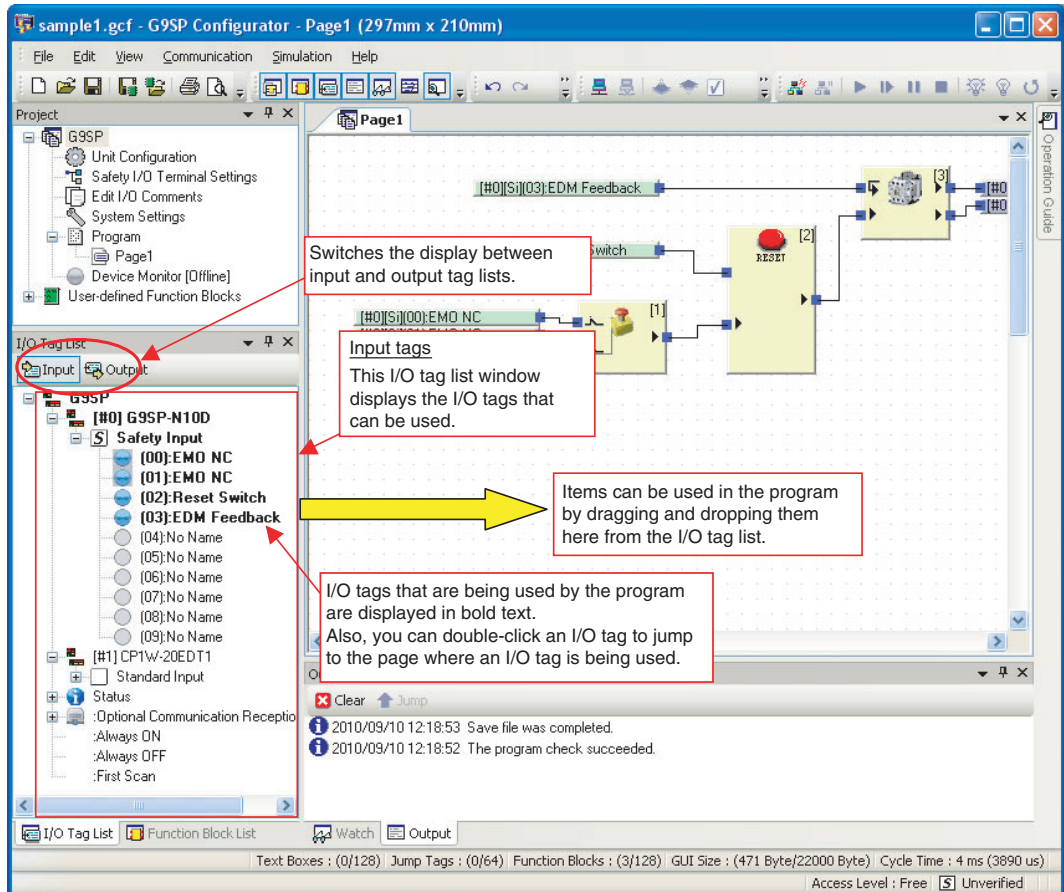 sample1.gcf - G9SP Configurator - Page1 (297mm x 210mm)
File Edit View Communication Simulation Help
Project
G9SP
Unit Configuration
Safety I/O Terminal Settings
Edit I/O Comments
System Settings
Program
Page1
Device Monitor [Offline]
User-defined Function Blocks
Page1
Operation Guide
[#0][Si](03):EDM Feedback
[3]
[#0
[#0
Switch
[2]
RESET
[#0][Si](00):EMO NC
[1]
Switches the display between
input and output tag lists.
Input tags
This I/O tag list window
displays the I/O tags that
can be used.
I/O Tag List
Input Output
G9SP
[#0] G9SP-N10D
S Safety Input
(00):EMO NC
(01):EMO NC
(02):Reset Switch
(03):EDM Feedback
(04):No Name
(05):No Name
(06):No Name
(07):No Name
(08):No Name
(09):No Name
[#1] CP1W-20EDT1
Standard Input
Status
:Optional Communication Receptio
:Always ON
:Always OFF
:First Scan
Items can be used in the program
by dragging and dropping them
here from the I/O tag list.
I/O tags that are being used by the program
are displayed in bold text.
Also, you can double-click an I/O tag to jump
to the page where an I/O tag is being used.
Clear Jump
2010/09/10 12:18:53 Save file was completed.
2010/09/10 12:18:52 The program check succeeded.
I/O Tag List Function Block List Watch Output
Text Boxes : (0/128) Jump Tags : (0/64) Function Blocks : (3/128) GUI Size : (471 Byte/22000 Byte) Cycle Time : 4 ms (3890 us)
Access Level : Free S Unverified